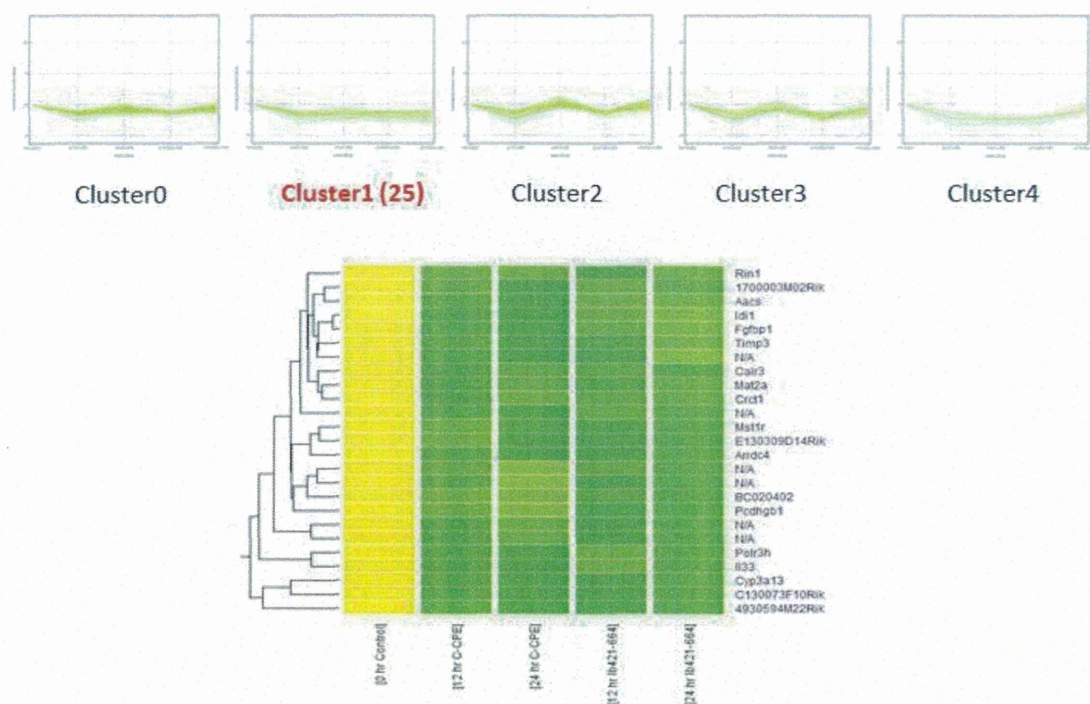 Cluster0
Cluster1 (25)
Cluster2
Cluster3
Cluster4
Rin1
1700003M02Rik
Aacs
Idi1
Fgfbp1
Timp3
N/A
Calr3
Mat2a
Crct1
N/A
Mst1r
E130309D14Rik
Arrdc4
N/A
N/A
BC020402
Pcdhgb1
N/A
N/A
Polr3h
Il33
Cyp3a13
C130073F10Rik
4930594M22Rik
[0 hr Control]
[12 hr C-CPE]
[24 hr C-CPE]
[12 hr Ib421-664]
[24 hr Ib421-664]